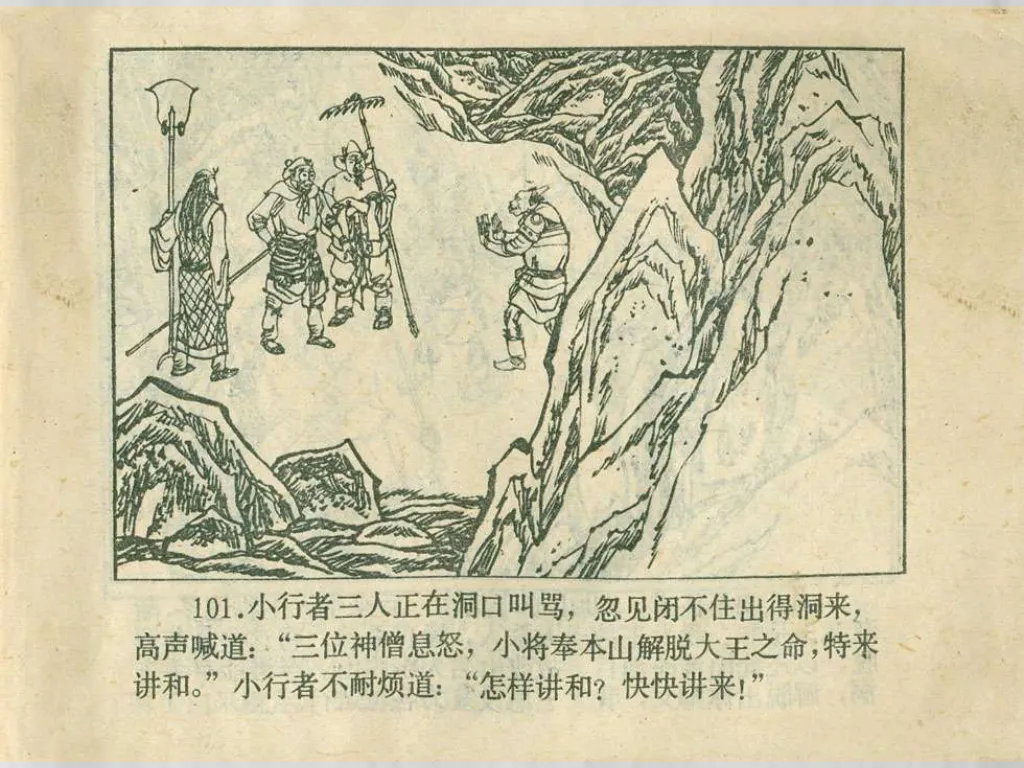 101.小行者三人正在洞口叫骂，忽见闭不住出得洞来，
高声喊道：“三位神僧息怒，小将奉本山解脱大王之命，特来
讲和。”小行者不耐烦道：“怎样讲和？快快讲来！”